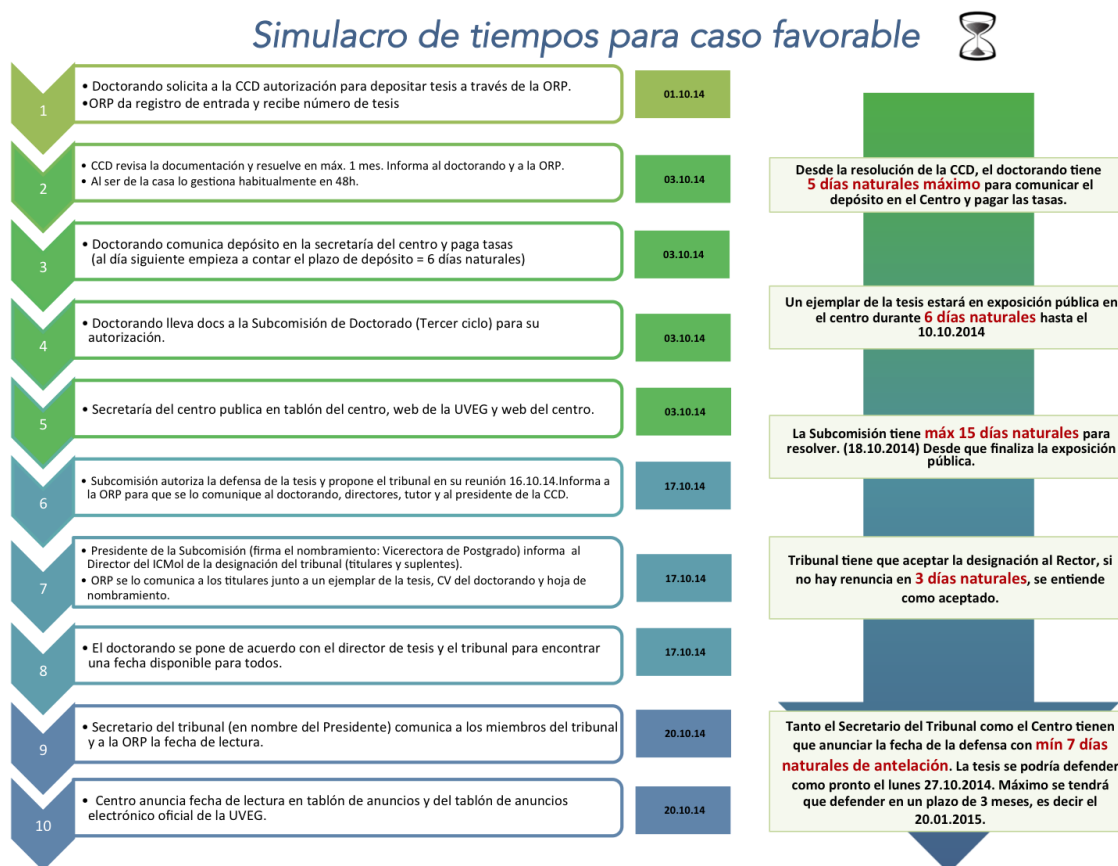 Simulacro de tiempos para caso favorable
1
• Doctorando solicita a la CCD autorización para depositar tesis a través de la ORP.
•ORP da registro de entrada y recibe número de tesis
01.10.14
2
• CCD revisa la documentación y resuelve en máx. 1 mes. Informa al doctorando y a la ORP.
• Al ser de la casa lo gestiona habitualmente en 48h.
03.10.14
3
• Doctorando comunica depósito en la secretaría del centro y paga tasas
(al día siguiente empieza a contar el plazo de depósito = 6 días naturales)
03.10.14
4
• Doctorando lleva docs a la Subcomisión de Doctorado (Tercer ciclo) para su
autorización.
03.10.14
5
• Secretaría del centro publica en tablón del centro, web de la UVEG y web del centro.
03.10.14
6
• Subcomisión autoriza la defensa de la tesis y propone el tribunal en su reunión 16.10.14.Informa a
la ORP para que se lo comunique al doctorando, directores, tutor y al presidente de la CCD.
17.10.14
7
• Presidente de la Subcomisión (firma el nombramiento: Vicerectora de Postgrado) informa al
Director del ICMol de la designación del tribunal (titulares y suplentes).
• ORP se lo comunica a los titulares junto a un ejemplar de la tesis, CV del doctorando y hoja de
nombramiento.
17.10.14
8
• El doctorando se pone de acuerdo con el director de tesis y el tribunal para encontrar
una fecha disponible para todos.
17.10.14
9
• Secretario del tribunal (en nombre del Presidente) comunica a los miembros del tribunal
y a la ORP la fecha de lectura.
20.10.14
10
• Centro anuncia fecha de lectura en tablón de anuncios y del tablón de anuncios
electrónico oficial de la UVEG.
20.10.14
Desde la resolución de la CCD, el doctorando tiene
5 días naturales máximo para comunicar el
depósito en el Centro y pagar las tasas.
Un ejemplar de la tesis estará en exposición pública en
el centro durante 6 días naturales hasta el
10.10.2014
La Subcomisión tiene máx 15 días naturales para
resolver. (18.10.2014) Desde que finaliza la exposición
pública.
Tribunal tiene que aceptar la designación al Rector, si
no hay renuncia en 3 días naturales, se entiende
como aceptado.
Tanto el Secretario del Tribunal como el Centro tienen
que anunciar la fecha de la defensa con mín 7 días
naturales de antelación. La tesis se podría defender
como pronto el lunes 27.10.2014. Máximo se tendrá
que defender en un plazo de 3 meses, es decir el
20.01.2015.